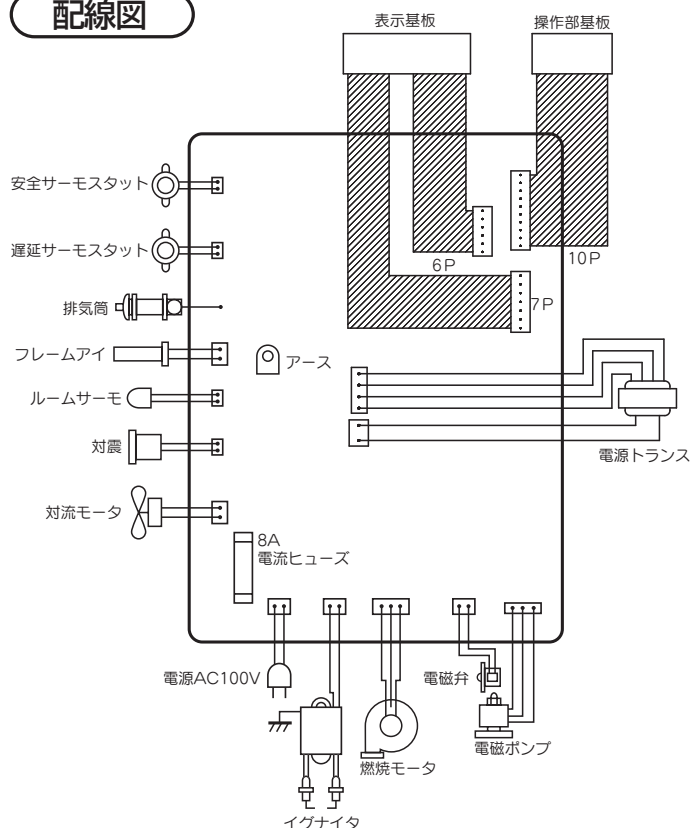 配線図
表示基板
操作部基板
安全サーモスタット
遅延サーモスタット
6P
10P
排気筒
7P
フレームアイ
アース
ルームサーモ
対震
電源トランス
対流モータ
8A
電流ヒューズ
電源AC100V
電磁弁
電磁ポンプ
燃焼モータ
イグナイタ